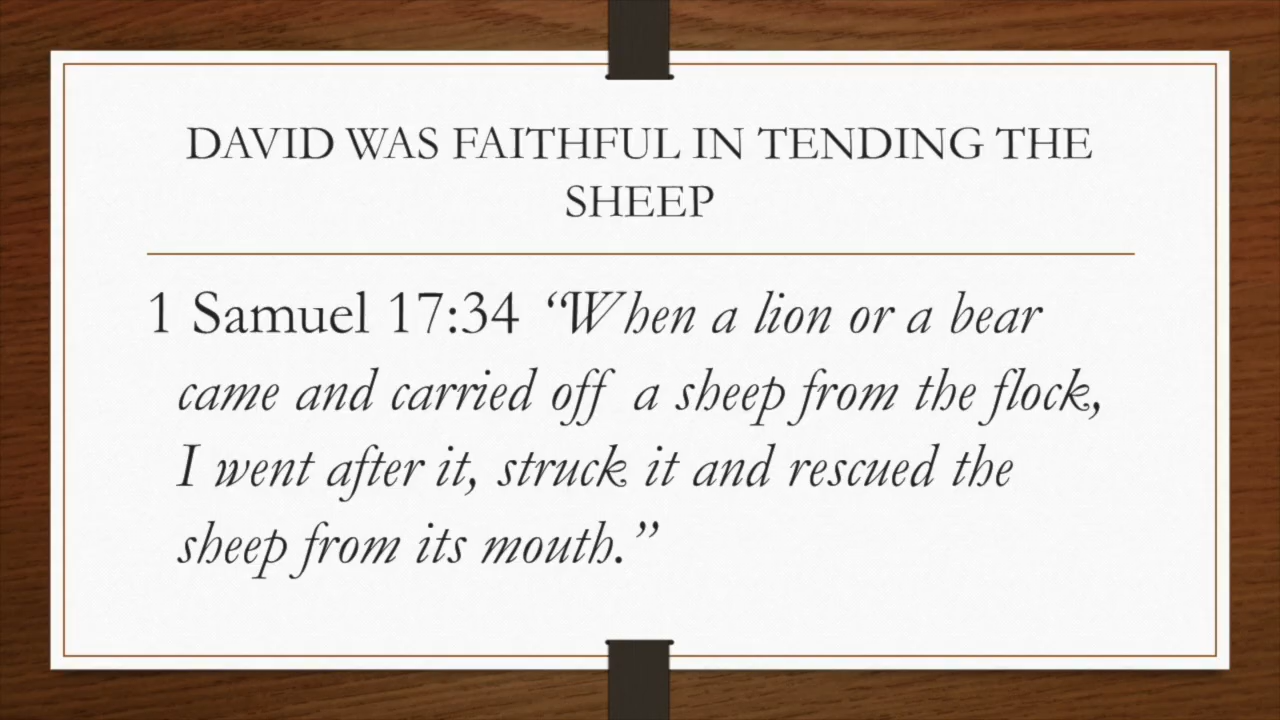 DAVID WAS FAITHFUL IN TENDING THE
SHEEP
1 Samuel 17:34 “When a lion or a bear
came and carried off  a sheep from the flock,
I went after it, struck it and rescued the
sheep from its mouth.”